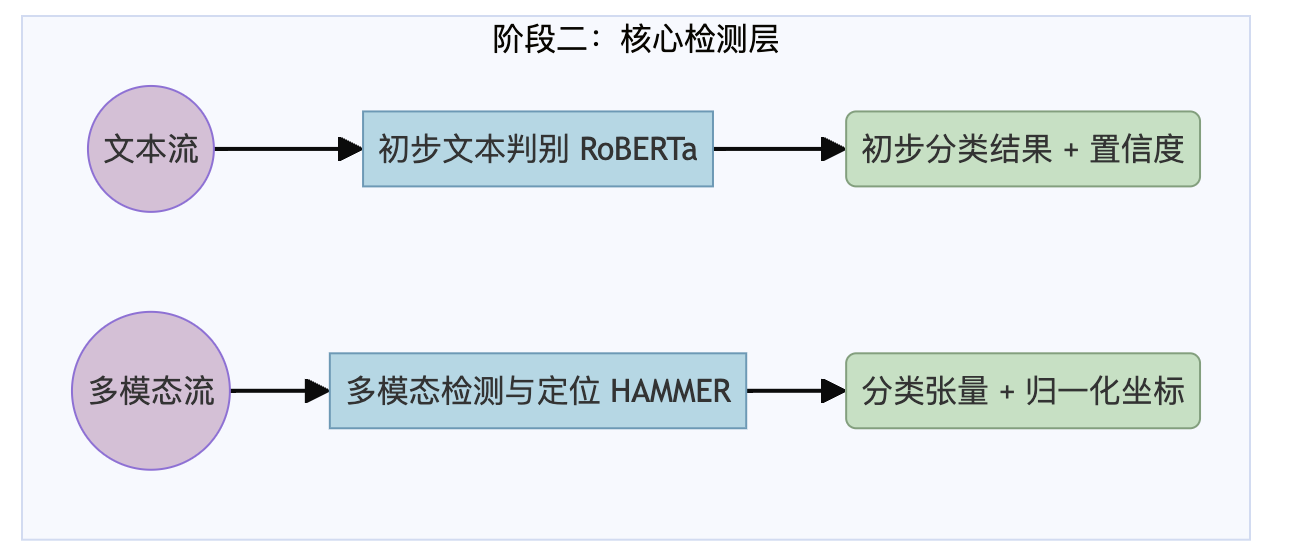 阶段二：核心检测层
文本流
初步文本判别 RoBERTa
初步分类结果 + 置信度
多模态流
多模态检测与定位 HAMMER
分类张量 + 归一化坐标